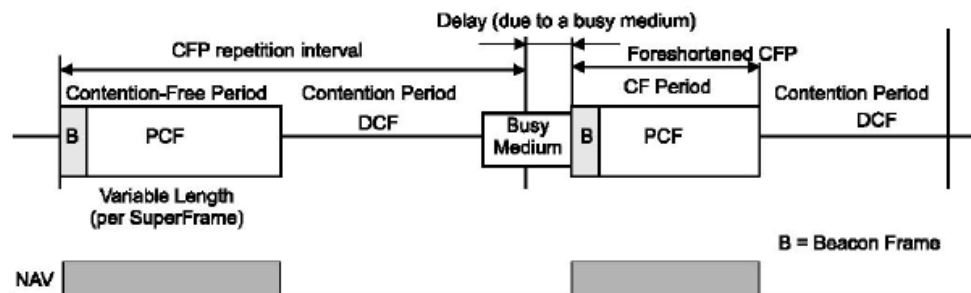 Delay (due to a busy medium)
CFP repetition interval
Foreshortened CFP
Contention-Free Period
Contention Period
CF Period
Contention Period
DCF
DCF
B
PCF
Busy
Medium
B
PCF
Variable Length
(per SuperFrame)
B = Beacon Frame
NAV